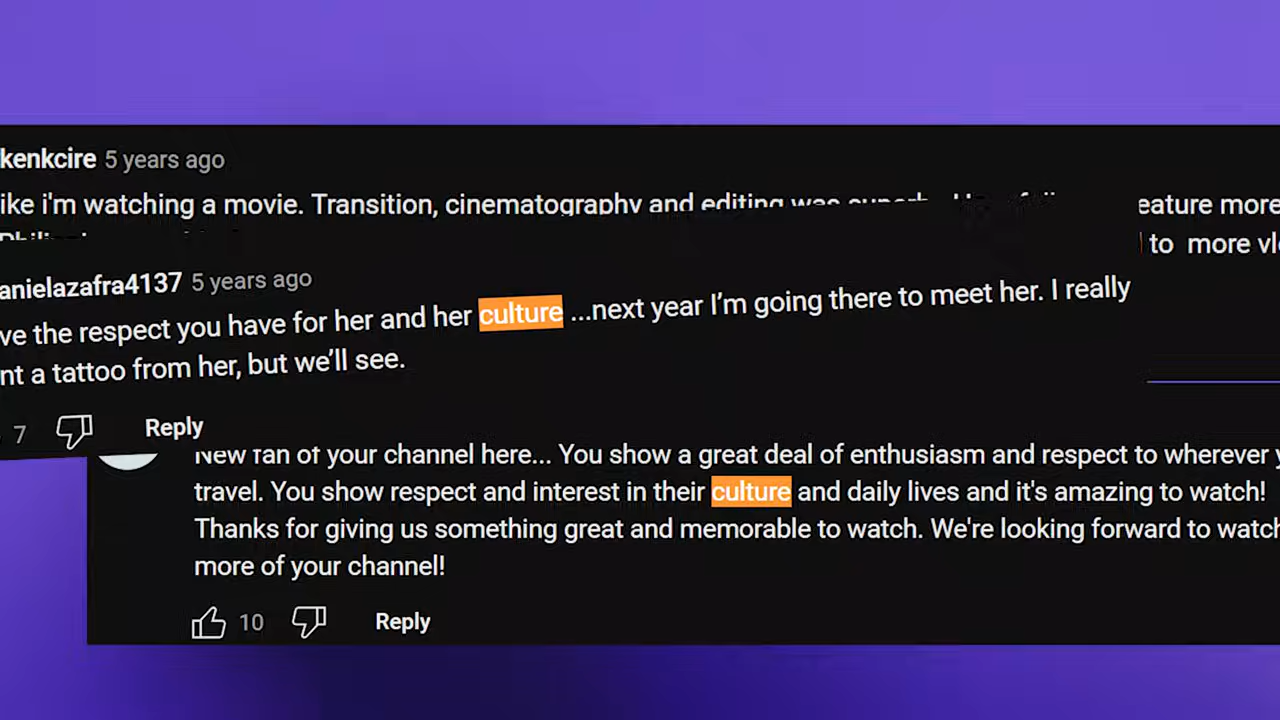 kenkcire 5 years ago
ike i'm watching a movie. Transition, cinematography and editing was superb. eature more
to more vl
anielazafra4137 5 years ago
ve the respect you have for her and her culture ...next year I'm going there to meet her. I really
nt a tattoo from her, but we'll see.
7 Reply
New fan of your channel here... You show a great deal of enthusiasm and respect to wherever y
travel. You show respect and interest in their culture and daily lives and it's amazing to watch!
Thanks for giving us something great and memorable to watch. We're looking forward to watch
more of your channel!
10 Reply